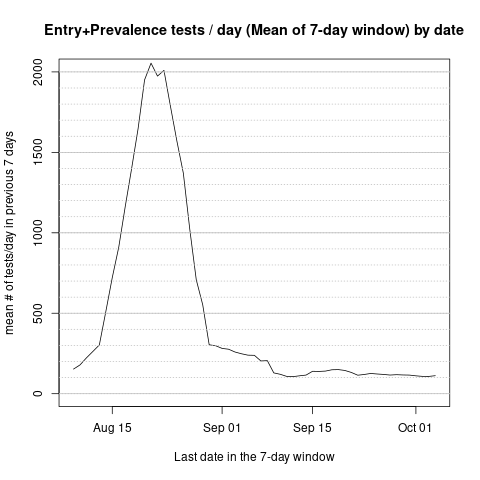 Entry+Prevalence tests / day (Mean of 7-day window) by date
mean # of tests/day in previous 7 days
2000
1500
1000
500
0
Aug 15
Sep 01
Sep 15
Oct 01
Last date in the 7-day window